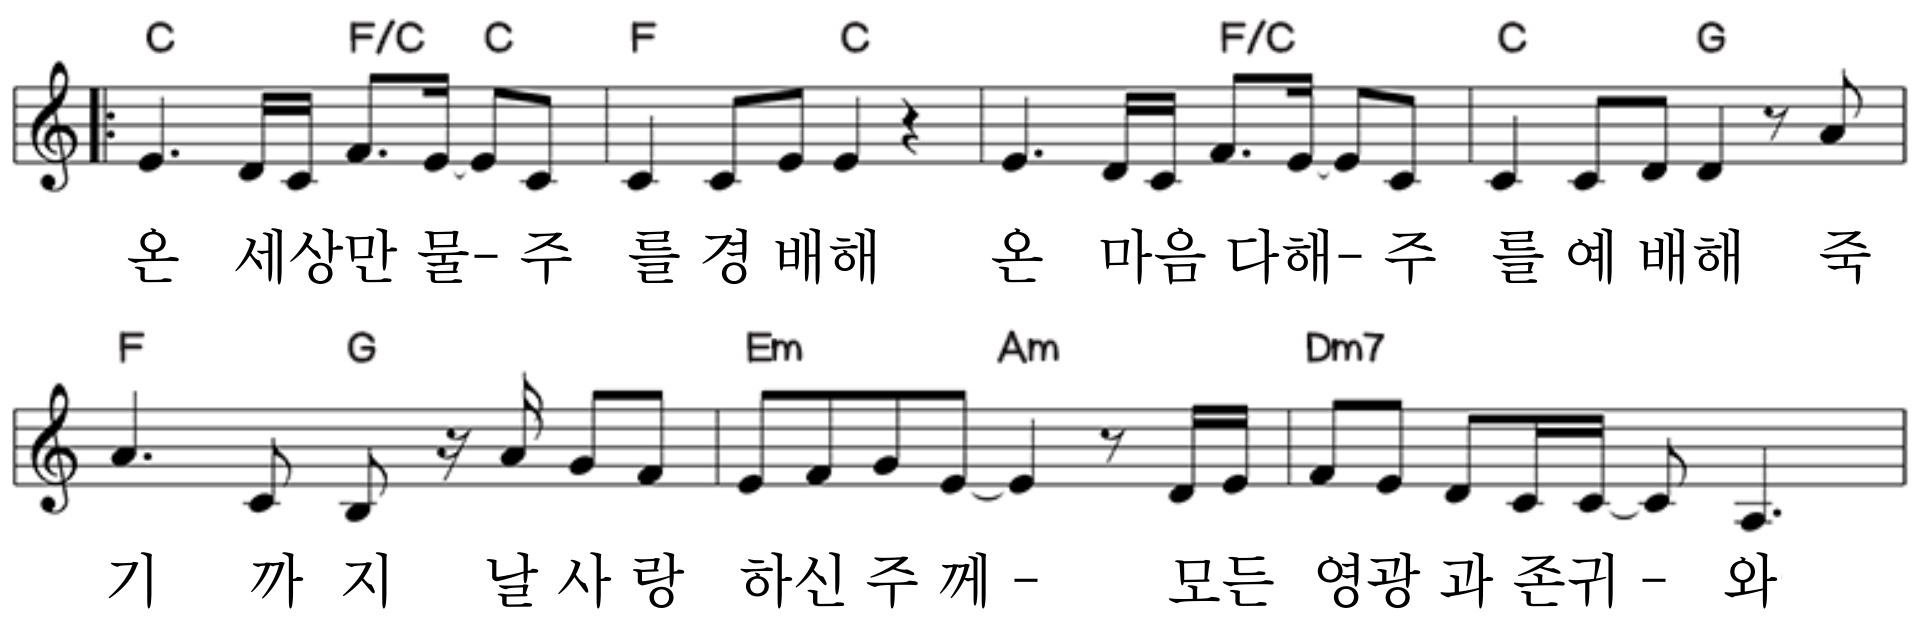 C F/C C F C F/C C G
온 세상만 물- 주 를 경 배해 온 마음 다해- 주 를 예 배해 죽
F G Em Am Dm7
기 까 지 날 사 랑 하신 주 께 - 모든 영광 과 존귀 - 와